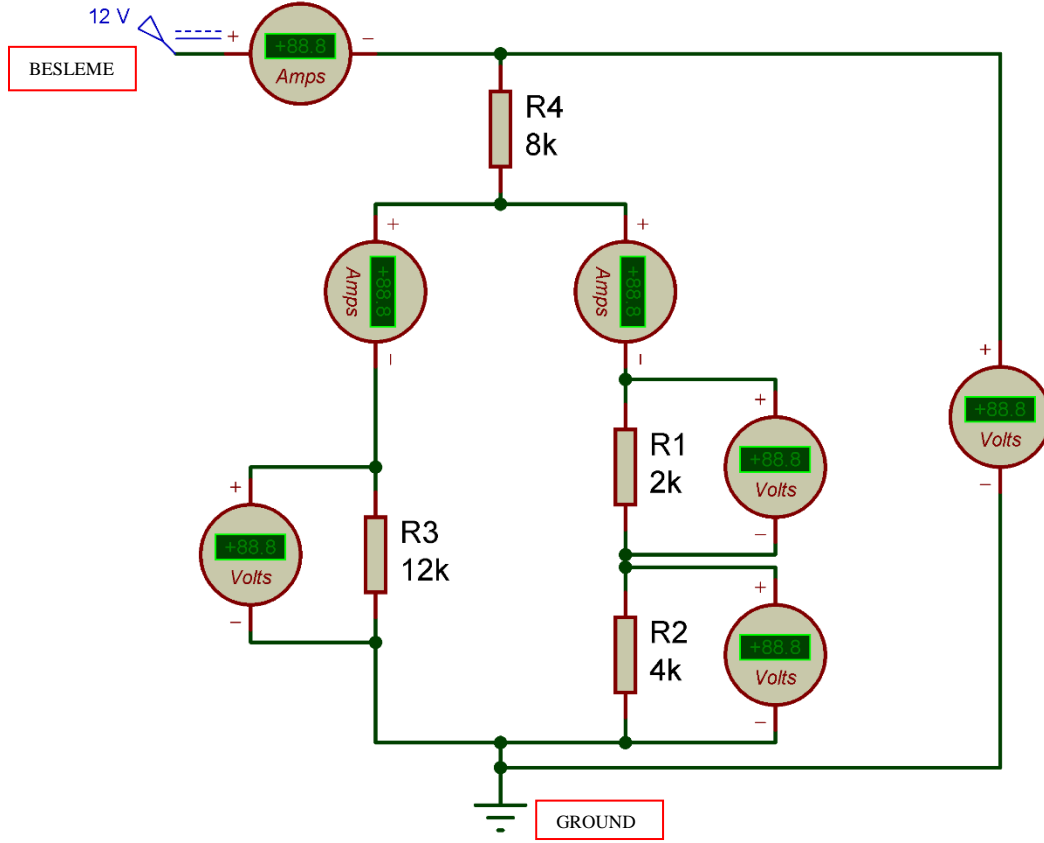 12 V
+
+88.8
Amps
−
BESLEME
R4
8k
+
+88.8
Amps
−
+
+88.8
Amps
−
+
+88.8
Volts
−
R1
2k
+
+88.8
Volts
−
+
+88.8
Volts
−
R3
12k
R2
4k
+
+88.8
Volts
−
GROUND